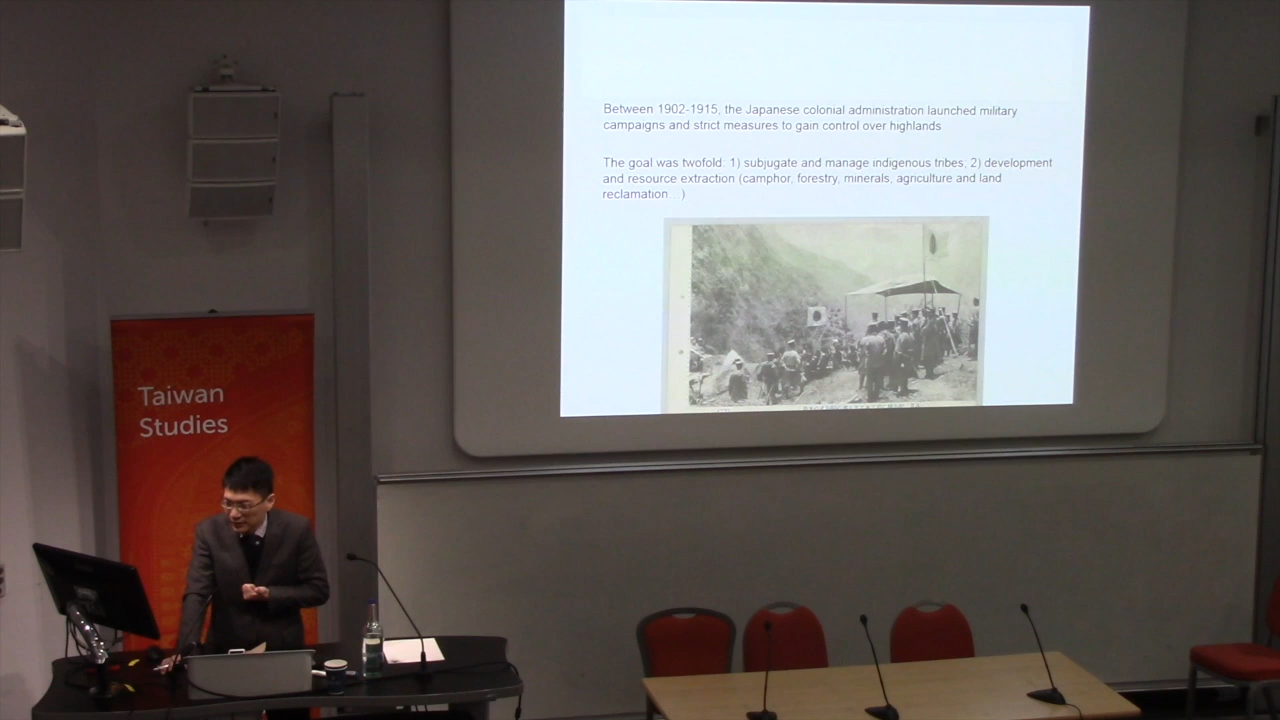 Between 1902-1915, the Japanese colonial administration launched military
campaigns and strict measures to gain control over highlands
The goal was twofold: 1) subjugate and manage indigenous tribes, 2) development
and resource extraction (camphor, forestry, minerals, agriculture and land
reclamation…)
Taiwan
Studies